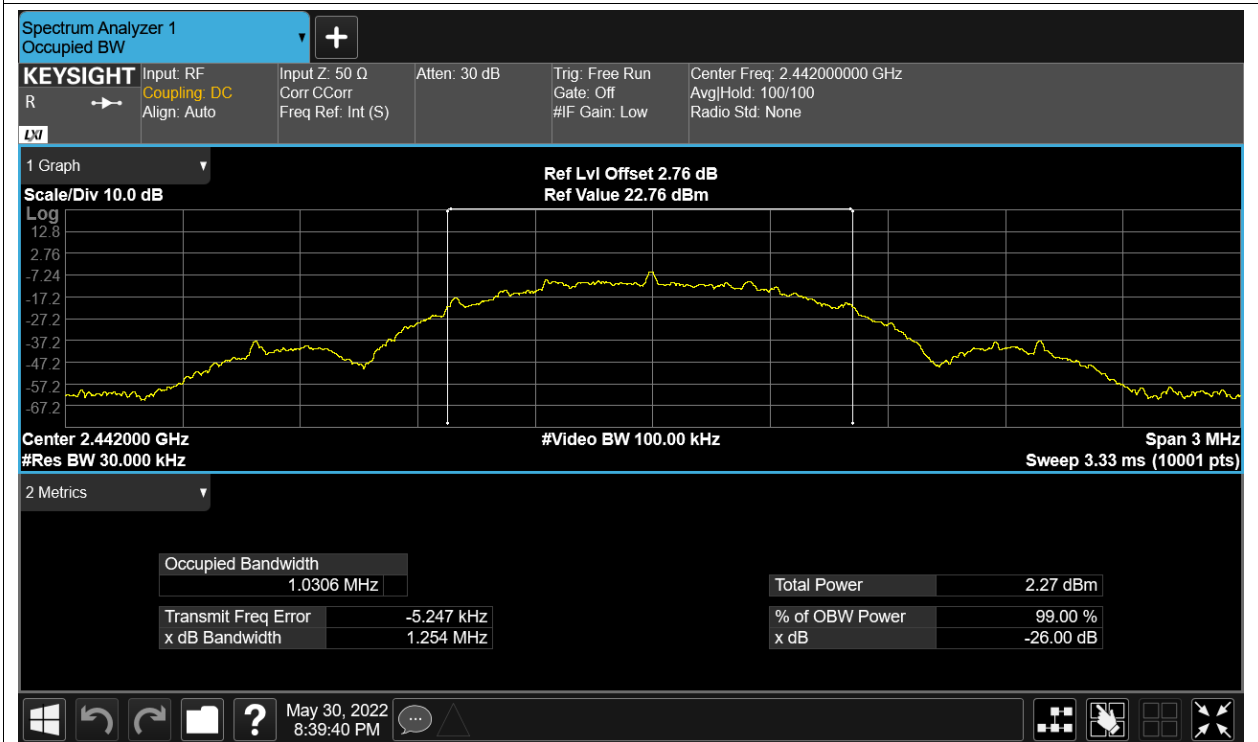 Spectrum Analyzer 1
Occupied BW
KEYSIGHT
R
LXI
Input: RF
Coupling: DC
Align: Auto
Input Z: 50 Ω
Corr CCorr
Freq Ref: Int (S)
Atten: 30 dB
Trig: Free Run
Gate: Off
#IF Gain: Low
Center Freq: 2.442000000 GHz
Avg|Hold: 100/100
Radio Std: None
1 Graph
Scale/Div 10.0 dB
Ref Lvl Offset 2.76 dB
Ref Value 22.76 dBm
Log
12.8
2.76
-7.24
-17.2
-27.2
-37.2
-47.2
-57.2
-67.2
Center 2.442000 GHz
#Video BW 100.00 kHz
Span 3 MHz
#Res BW 30.000 kHz
Sweep 3.33 ms (10001 pts)
2 Metrics
Occupied Bandwidth
1.0306 MHz
Total Power 2.27 dBm
Transmit Freq Error -5.247 kHz
% of OBW Power 99.00 %
x dB Bandwidth 1.254 MHz
x dB -26.00 dB
?
May 30, 2022
8:39:40 PM